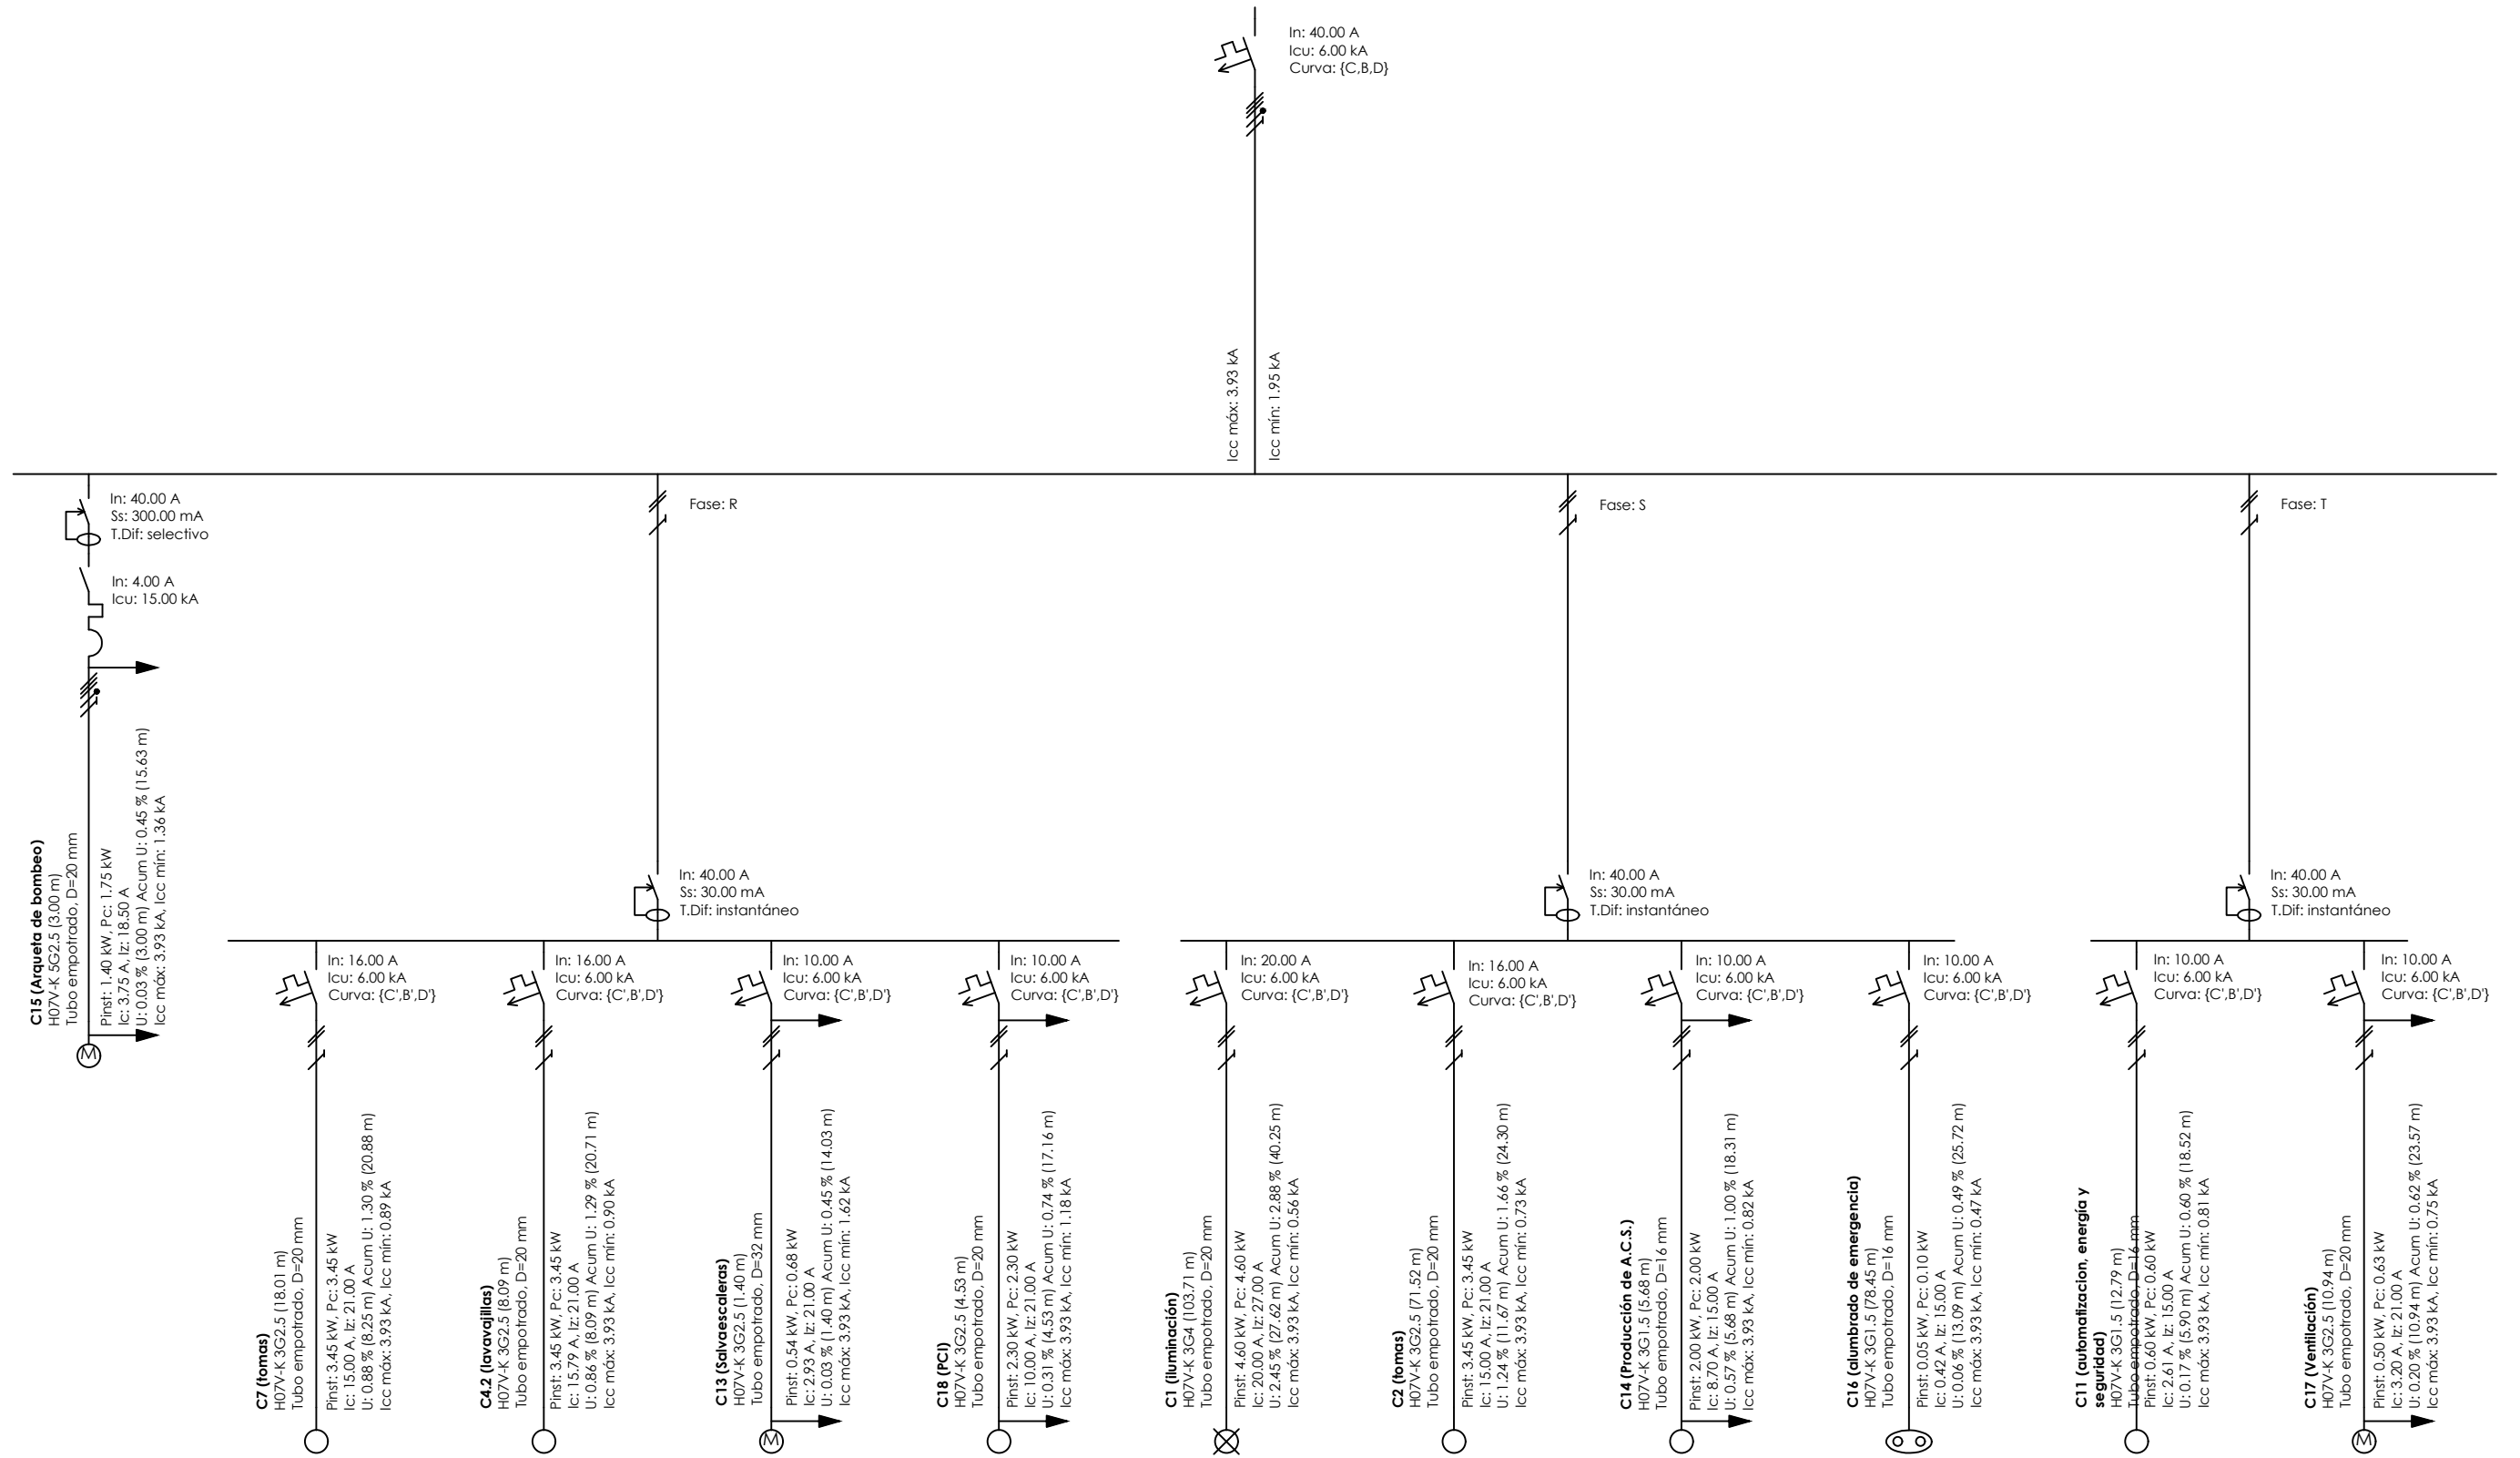 In: 40.00 A
Icu: 6.00 kA
Curva: {C,B,D}
Icc máx: 3.93 kA
Icc mín: 1.95 kA
In: 40.00 A
Ss: 300.00 mA
T.Dif: selectivo
In: 4.00 A
Icu: 15.00 kA
C15 (Arqueta de bombeo)
H07V-K 5G2.5 (3.00 m)
Tubo empotrado, D=20 mm
Pinst: 1.40 kW, Pc: 1.75 kW
Ic: 3.75 A, Iz: 18.50 A
U: 0.03 % (3.00 m) Acum U: 0.45 % (15.63 m)
Icc máx: 3.93 kA, Icc mín: 1.36 kA
M
Fase: R
In: 40.00 A
Ss: 30.00 mA
T.Dif: instantáneo
In: 16.00 A
Icu: 6.00 kA
Curva: {C',B',D'}
C7 (tomas)
H07V-K 3G2.5 (18.01 m)
Tubo empotrado, D=20 mm
Pinst: 3.45 kW, Pc: 3.45 kW
Ic: 15.00 A, Iz: 21.00 A
U: 0.88 % (8.25 m) Acum U: 1.30 % (20.88 m)
Icc máx: 3.93 kA, Icc mín: 0.89 kA
In: 16.00 A
Icu: 6.00 kA
Curva: {C',B',D'}
C4.2 (lavavajillas)
H07V-K 3G2.5 (8.09 m)
Tubo empotrado, D=20 mm
Pinst: 3.45 kW, Pc: 3.45 kW
Ic: 15.79 A, Iz: 21.00 A
U: 0.86 % (8.09 m) Acum U: 1.29 % (20.71 m)
Icc máx: 3.93 kA, Icc mín: 0.90 kA
In: 10.00 A
Icu: 6.00 kA
Curva: {C',B',D'}
C13 (Salvaescaleras)
H07V-K 3G2.5 (1.40 m)
Tubo empotrado, D=32 mm
Pinst: 0.54 kW, Pc: 0.68 kW
Ic: 2.93 A, Iz: 21.00 A
U: 0.03 % (1.40 m) Acum U: 0.45 % (14.03 m)
Icc máx: 3.93 kA, Icc mín: 1.62 kA
M
In: 10.00 A
Icu: 6.00 kA
Curva: {C',B',D'}
C18 (PCI)
H07V-K 3G2.5 (4.53 m)
Tubo empotrado, D=20 mm
Pinst: 2.30 kW, Pc: 2.30 kW
Ic: 10.00 A, Iz: 21.00 A
U: 0.31 % (4.53 m) Acum U: 0.74 % (17.16 m)
Icc máx: 3.93 kA, Icc mín: 1.18 kA
Fase: S
In: 40.00 A
Ss: 30.00 mA
T.Dif: instantáneo
In: 20.00 A
Icu: 6.00 kA
Curva: {C',B',D'}
C1 (iluminación)
H07V-K 3G4 (103.71 m)
Tubo empotrado, D=20 mm
Pinst: 4.60 kW, Pc: 4.60 kW
Ic: 20.00 A, Iz: 27.00 A
U: 2.45 % (27.62 m) Acum U: 2.88 % (40.25 m)
Icc máx: 3.93 kA, Icc mín: 0.56 kA
In: 16.00 A
Icu: 6.00 kA
Curva: {C',B',D'}
C2 (tomas)
H07V-K 3G2.5 (71.52 m)
Tubo empotrado, D=20 mm
Pinst: 3.45 kW, Pc: 3.45 kW
Ic: 15.00 A, Iz: 21.00 A
U: 1.24 % (11.67 m) Acum U: 1.66 % (24.30 m)
Icc máx: 3.93 kA, Icc mín: 0.73 kA
In: 10.00 A
Icu: 6.00 kA
Curva: {C',B',D'}
C14 (Producción de A.C.S.)
H07V-K 3G1.5 (5.68 m)
Tubo empotrado, D=16 mm
Pinst: 2.00 kW, Pc: 2.00 kW
Ic: 8.70 A, Iz: 15.00 A
U: 0.57 % (5.68 m) Acum U: 1.00 % (18.31 m)
Icc máx: 3.93 kA, Icc mín: 0.82 kA
In: 10.00 A
Icu: 6.00 kA
Curva: {C',B',D'}
C16 (alumbrado de emergencia)
H07V-K 3G1.5 (78.45 m)
Tubo empotrado, D=16 mm
Pinst: 0.05 kW, Pc: 0.10 kW
Ic: 0.42 A, Iz: 15.00 A
U: 0.06 % (13.09 m) Acum U: 0.49 % (25.72 m)
Icc máx: 3.93 kA, Icc mín: 0.47 kA
Fase: T
In: 40.00 A
Ss: 30.00 mA
T.Dif: instantáneo
In: 10.00 A
Icu: 6.00 kA
Curva: {C',B',D'}
C11 (automatizacion, energía y
seguridad)
H07V-K 3G1.5 (12.79 m)
Tubo empotrado, D=16 mm
Pinst: 0.60 kW, Pc: 0.60 kW
Ic: 2.61 A, Iz: 15.00 A
U: 0.17 % (5.90 m) Acum U: 0.60 % (18.52 m)
Icc máx: 3.93 kA, Icc mín: 0.81 kA
In: 10.00 A
Icu: 6.00 kA
Curva: {C',B',D'}
C17 (Ventilación)
H07V-K 3G2.5 (10.94 m)
Tubo empotrado, D=20 mm
Pinst: 0.50 kW, Pc: 0.63 kW
Ic: 3.20 A, Iz: 21.00 A
U: 0.20 % (10.94 m) Acum U: 0.62 % (23.57 m)
Icc máx: 3.93 kA, Icc mín: 0.75 kA
M